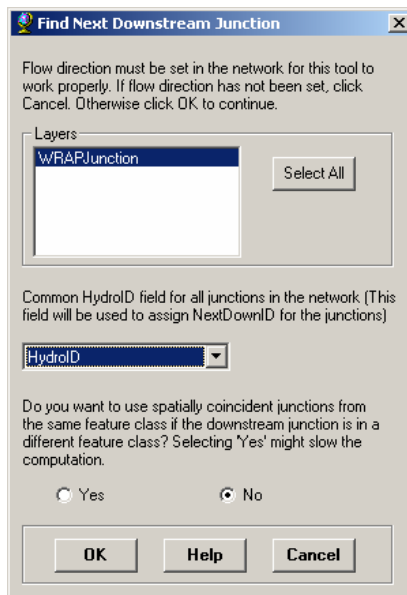 Find Next Downstream Junction
Flow direction must be set in the network for this tool to
work properly. If flow direction has not been set, click
Cancel. Otherwise click OK to continue.
Layers
WRAPJunction
Select All
Common HydroID field for all junctions in the network (This
field will be used to assign NextDownID for the junctions)
HydroID
Do you want to use spatially coincident junctions from
the same feature class if the downstream junction is in a
different feature class? Selecting 'Yes' might slow the
computation.
Yes
No
OK
Help
Cancel